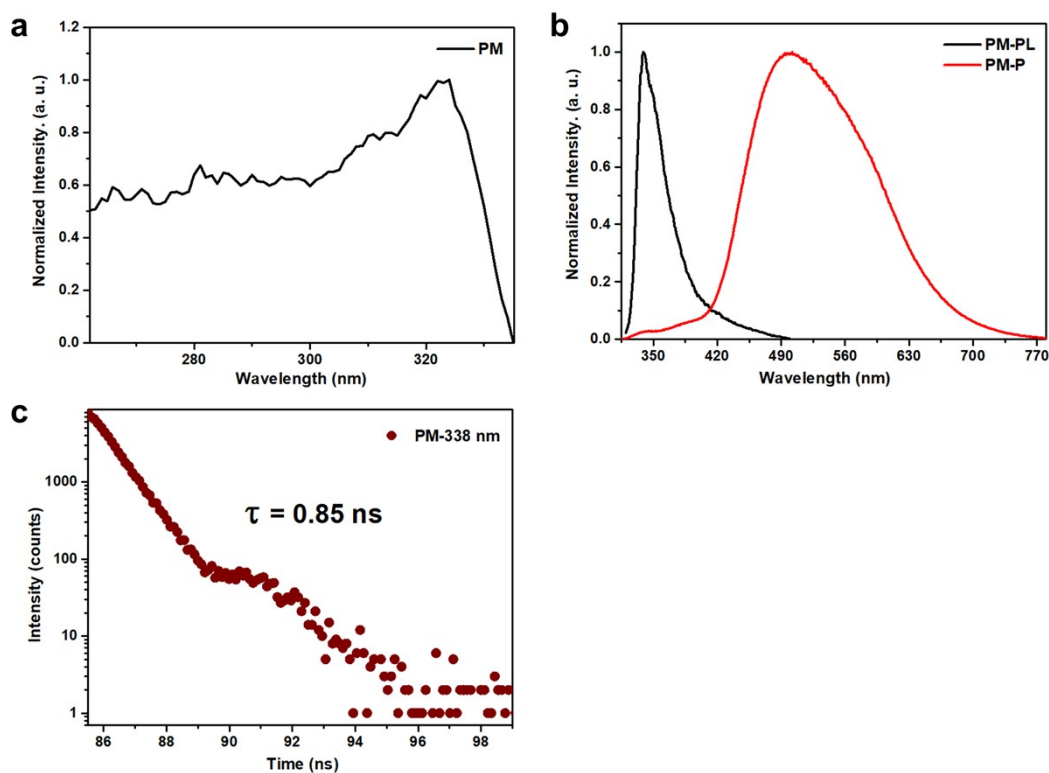 a
1.2
1.0
0.8
0.6
0.4
0.2
0.0
280
300
320
Normalized Intensity. (a. u.)
Wavelength (nm)
PM
b
1.0
0.8
0.6
0.4
0.2
0.0
350
420
490
560
630
700
770
Normalized Intensity. (a. u.)
Wavelength (nm)
PM-PL
PM-P
c
1000
100
10
1
86
88
90
92
94
96
98
Intensity (counts)
Time (ns)
PM-338 nm
τ = 0.85 ns